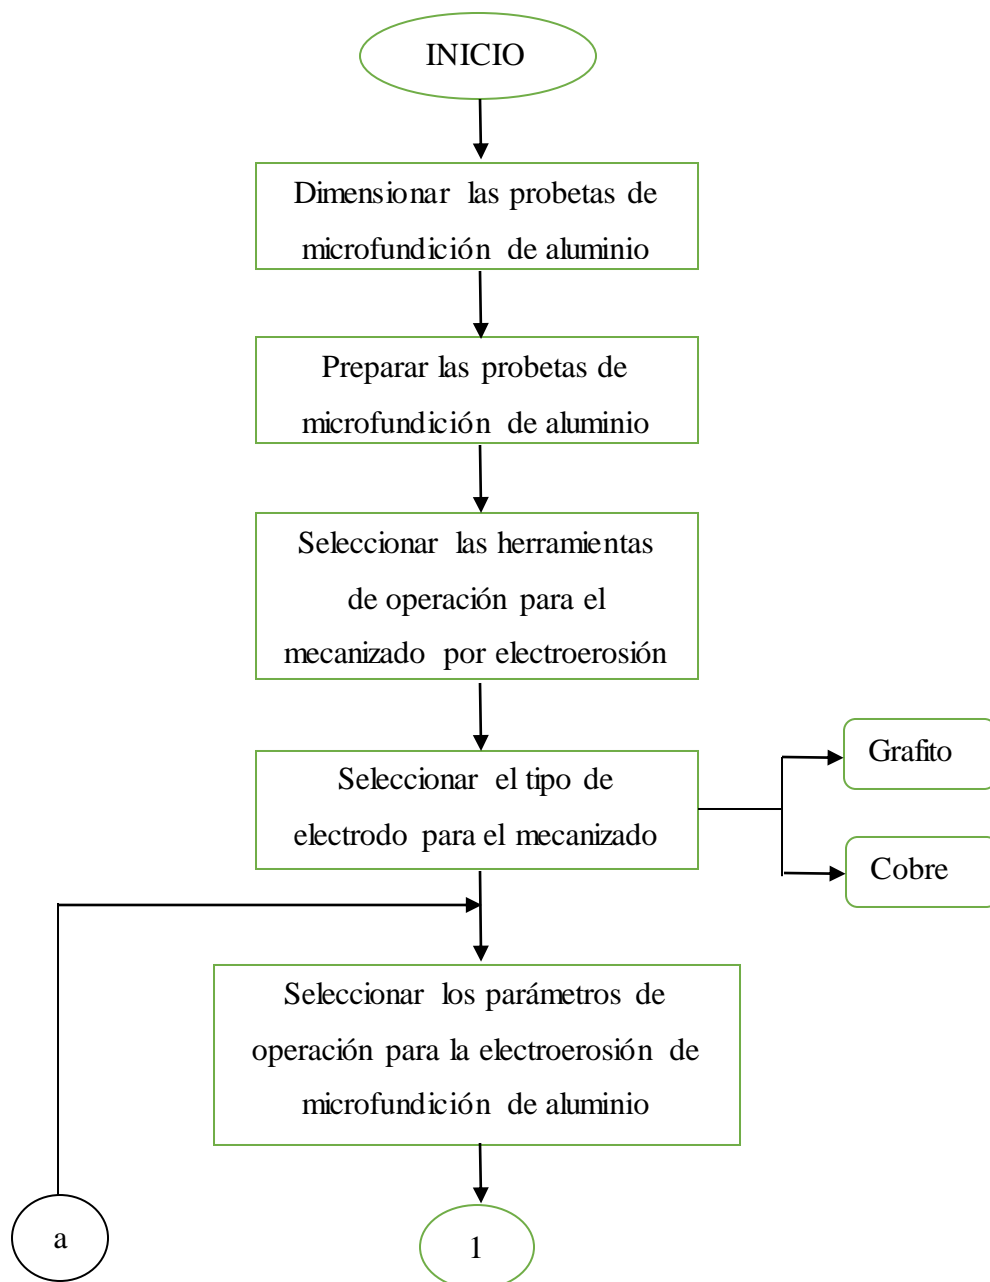 INICIO
Dimensionar las probetas de
microfundición de aluminio
Preparar las probetas de
microfundición de aluminio
Seleccionar las herramientas
de operación para el
mecanizado por electroerosión
Seleccionar el tipo de
electrodo para el mecanizado
Grafito
Cobre
Seleccionar los parámetros de
operación para la electroerosión de
microfundición de aluminio
a
1